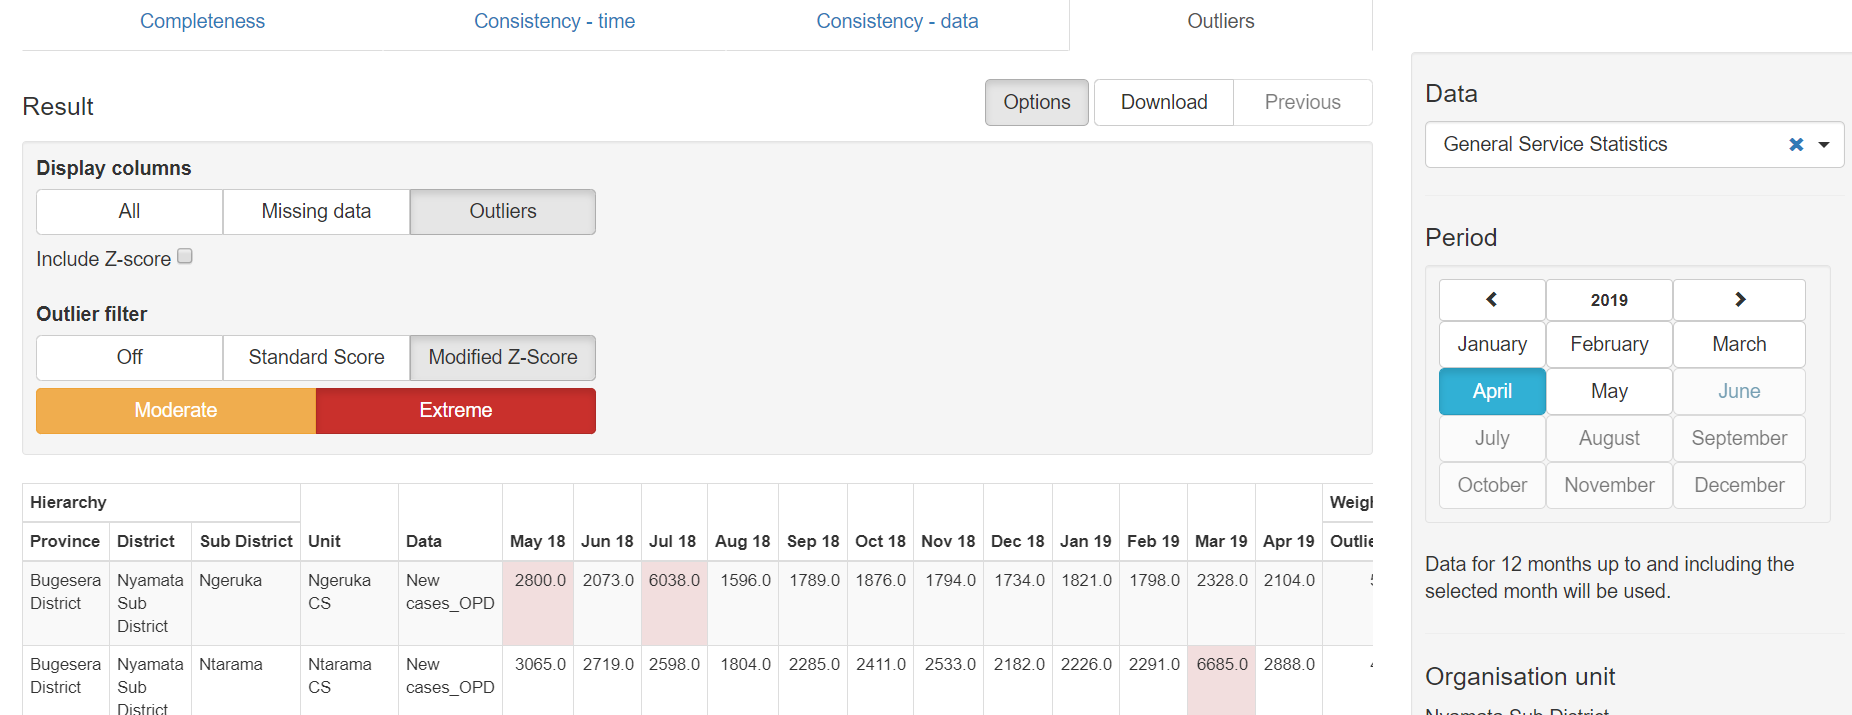 Completeness Consistency - time Consistency - data Outliers
Result
Options Download Previous
Display columns
All Missing data Outliers
Include Z-score
Outlier filter
Off Standard Score Modified Z-Score
Moderate Extreme
Hierarchy
Province District Sub District Unit Data May 18 Jun 18 Jul 18 Aug 18 Sep 18 Oct 18 Nov 18 Dec 18 Jan 19 Feb 19 Mar 19 Apr 19
Bugesera Nyamata Ngeruka Ngeruka New 2800.0 2073.0 6038.0 1596.0 1789.0 1876.0 1794.0 1734.0 1821.0 1798.0 2328.0 2104.0
District Sub CS cases_OPD
District
Bugesera Nyamata Ntarama Ntarama New 3065.0 2719.0 2598.0 1804.0 2285.0 2411.0 2533.0 2182.0 2226.0 2291.0 6685.0 2888.0
District Sub CS cases_OPD
District
Data
General Service Statistics
Period
2019
January February March
April May June
July August September
October November December
Data for 12 months up to and including the
selected month will be used.
Organisation unit
Nyamata Sub District